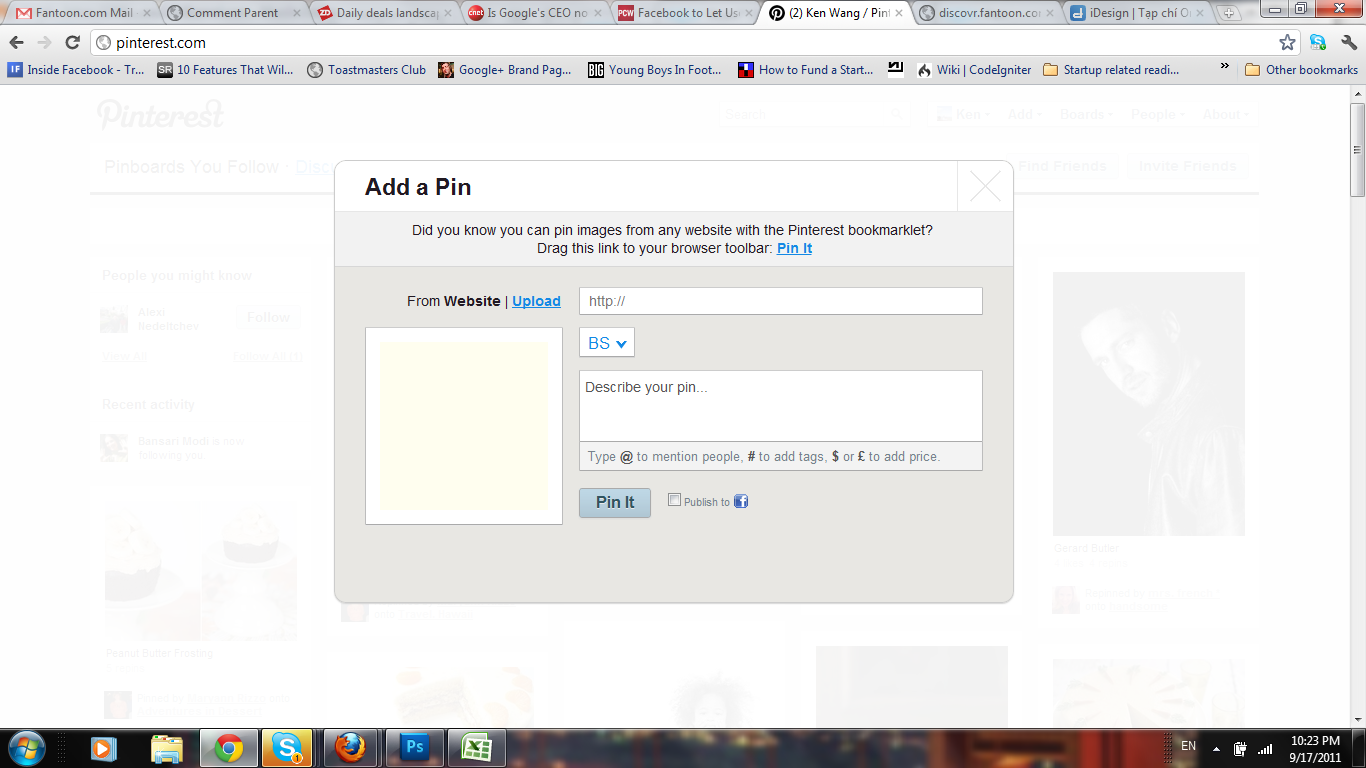 Fantoon.com Mail -
Comment Parent
Daily deals landsca
Is Google's CEO no
Facebook to Let Us
(2) Ken Wang / Pin
discovr.fantoon.co
iDesign | Tạp chí O
pinterest.com
Inside Facebook - Tr...
10 Features That Wil...
Toastmasters Club
Google+ Brand Pag...
Young Boys In Foot...
How to Fund a Start...
Wiki | CodeIgniter
Startup related readi...
»
Other bookmarks
Pinterest
Search
Ken
Add
Boards
People
About
Pinboards You Follow · Disc
Find Friends
Invite Friends
Add a Pin
Did you know you can pin images from any website with the Pinterest bookmarklet?
Drag this link to your browser toolbar: Pin It
From Website | Upload
http://
BS
Describe your pin...
Type @ to mention people, # to add tags, $ or £ to add price.
Pin It
Publish to
People you might know
Alexi
Nedeltchev
Follow
View All
Follow All (3)
Recent activity
Bansari Modi is now
following you.
Peanut Butter Frosting
Gerard Butler
EN
10:23 PM
9/17/2011